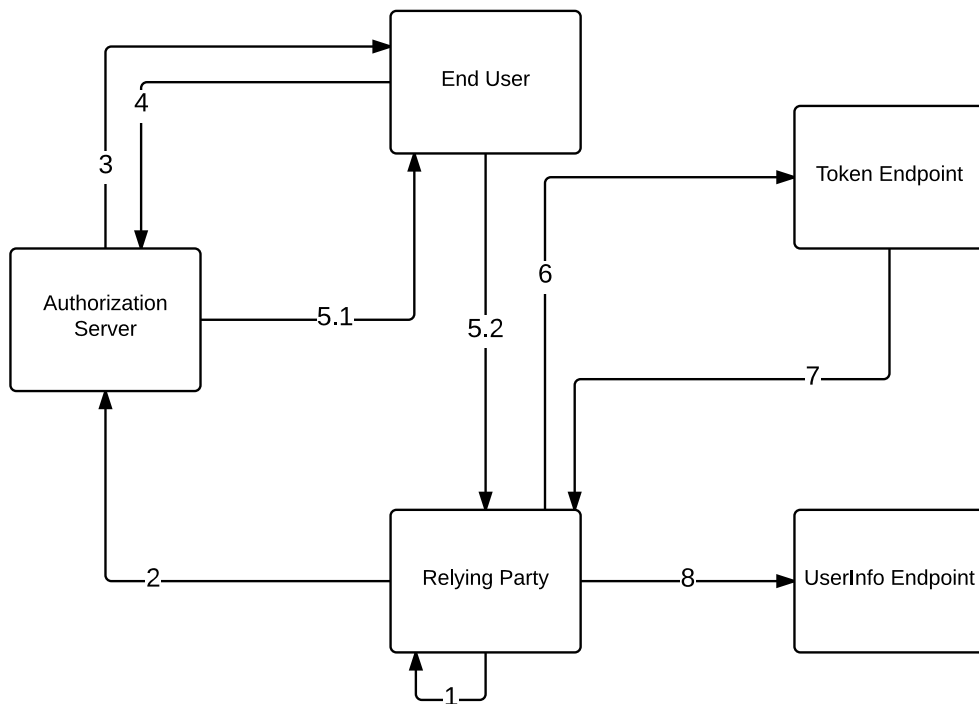 End User
4
3
Token Endpoint
6
Authorization
Server
5.1
5.2
7
2
Relying Party
8
UserInfo Endpoint
1